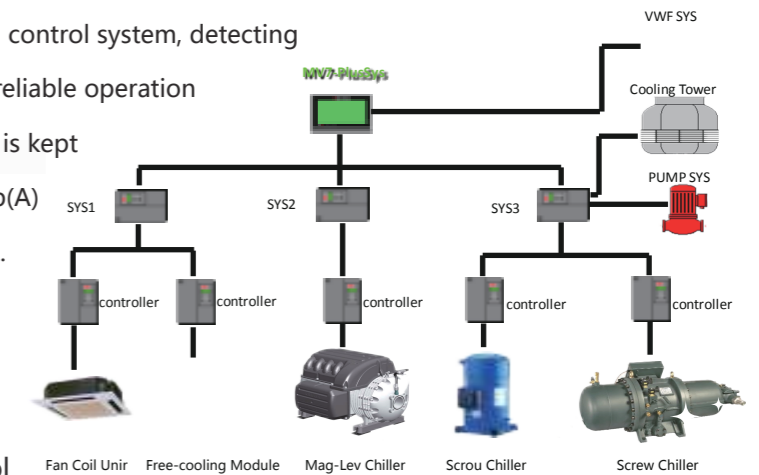 control system, detecting
reliable operation
is kept
(A)
.
VWF SYS
MV7-PlusSys
Cooling Tower
PUMP SYS
SYS1
SYS2
SYS3
controller
controller
controller
controller
controller
Fan Coil Unir
Free-cooling Module
Mag-Lev Chiller
Scrou Chiller
Screw Chiller